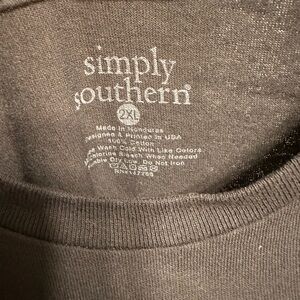 simply
southern®
2XL
Made in Honduras
Designed & Printed in USA
100% Cotton
Wash Cold With Like Colors
Bleach When Needed
Tumble Dry Low, Do Not Iron